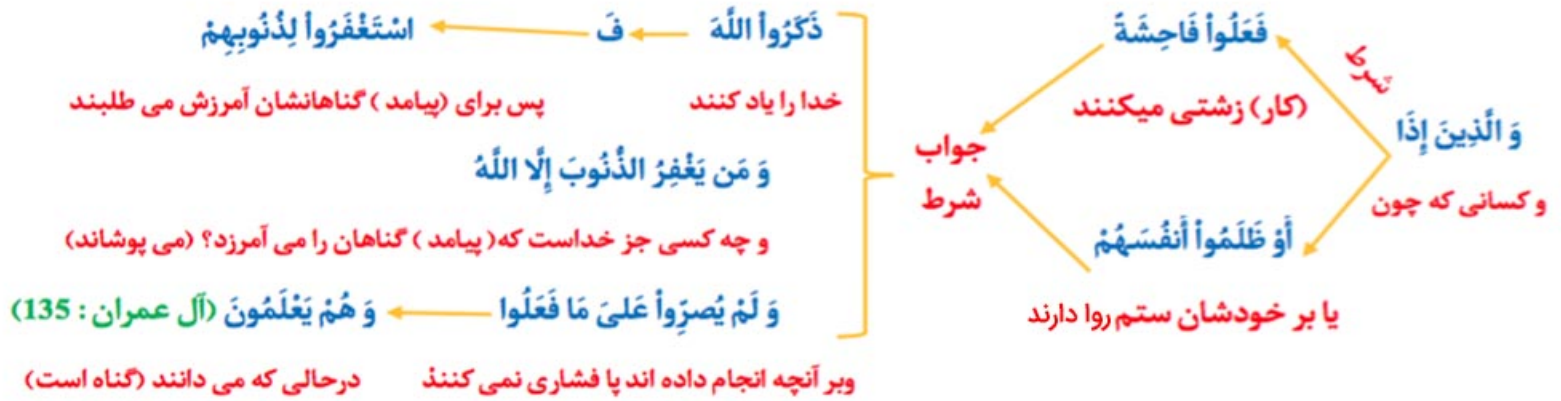 وَ الَّذِينَ إِذَا
و کسانی که چون
شرط
فَعَلُواْ فَاحِشَةً
(کار) زشتی میکنند
أَوْ ظَلَمُواْ أَنفُسَهُمْ
یا بر خودشان ستم روا دارند
جواب
شرط
ذَکَرُواْ اللَّهَ فَ اسْتَغْفَرُواْ لِذُنُوبِهِمْ
خدا را یاد کنند پس برای (پیامد ) گناهانشان آمرزش می طلبند
وَ مَن یَغْفِرُ الذُّنُوبَ إِلَّا اللَّهُ
و چه کسی جز خداست که( پیامد ) گناهان را می آمرزد؟ (می پوشاند)
وَ لَمْ یُصِرُّواْ عَلیَ مَا فَعَلُوا وَ هُمْ یَعْلَمُونَ (آل عمران : 135)
وبر آنچه انجام داده اند پا فشاری نمی کنند درحالی که می دانند (گناه است)